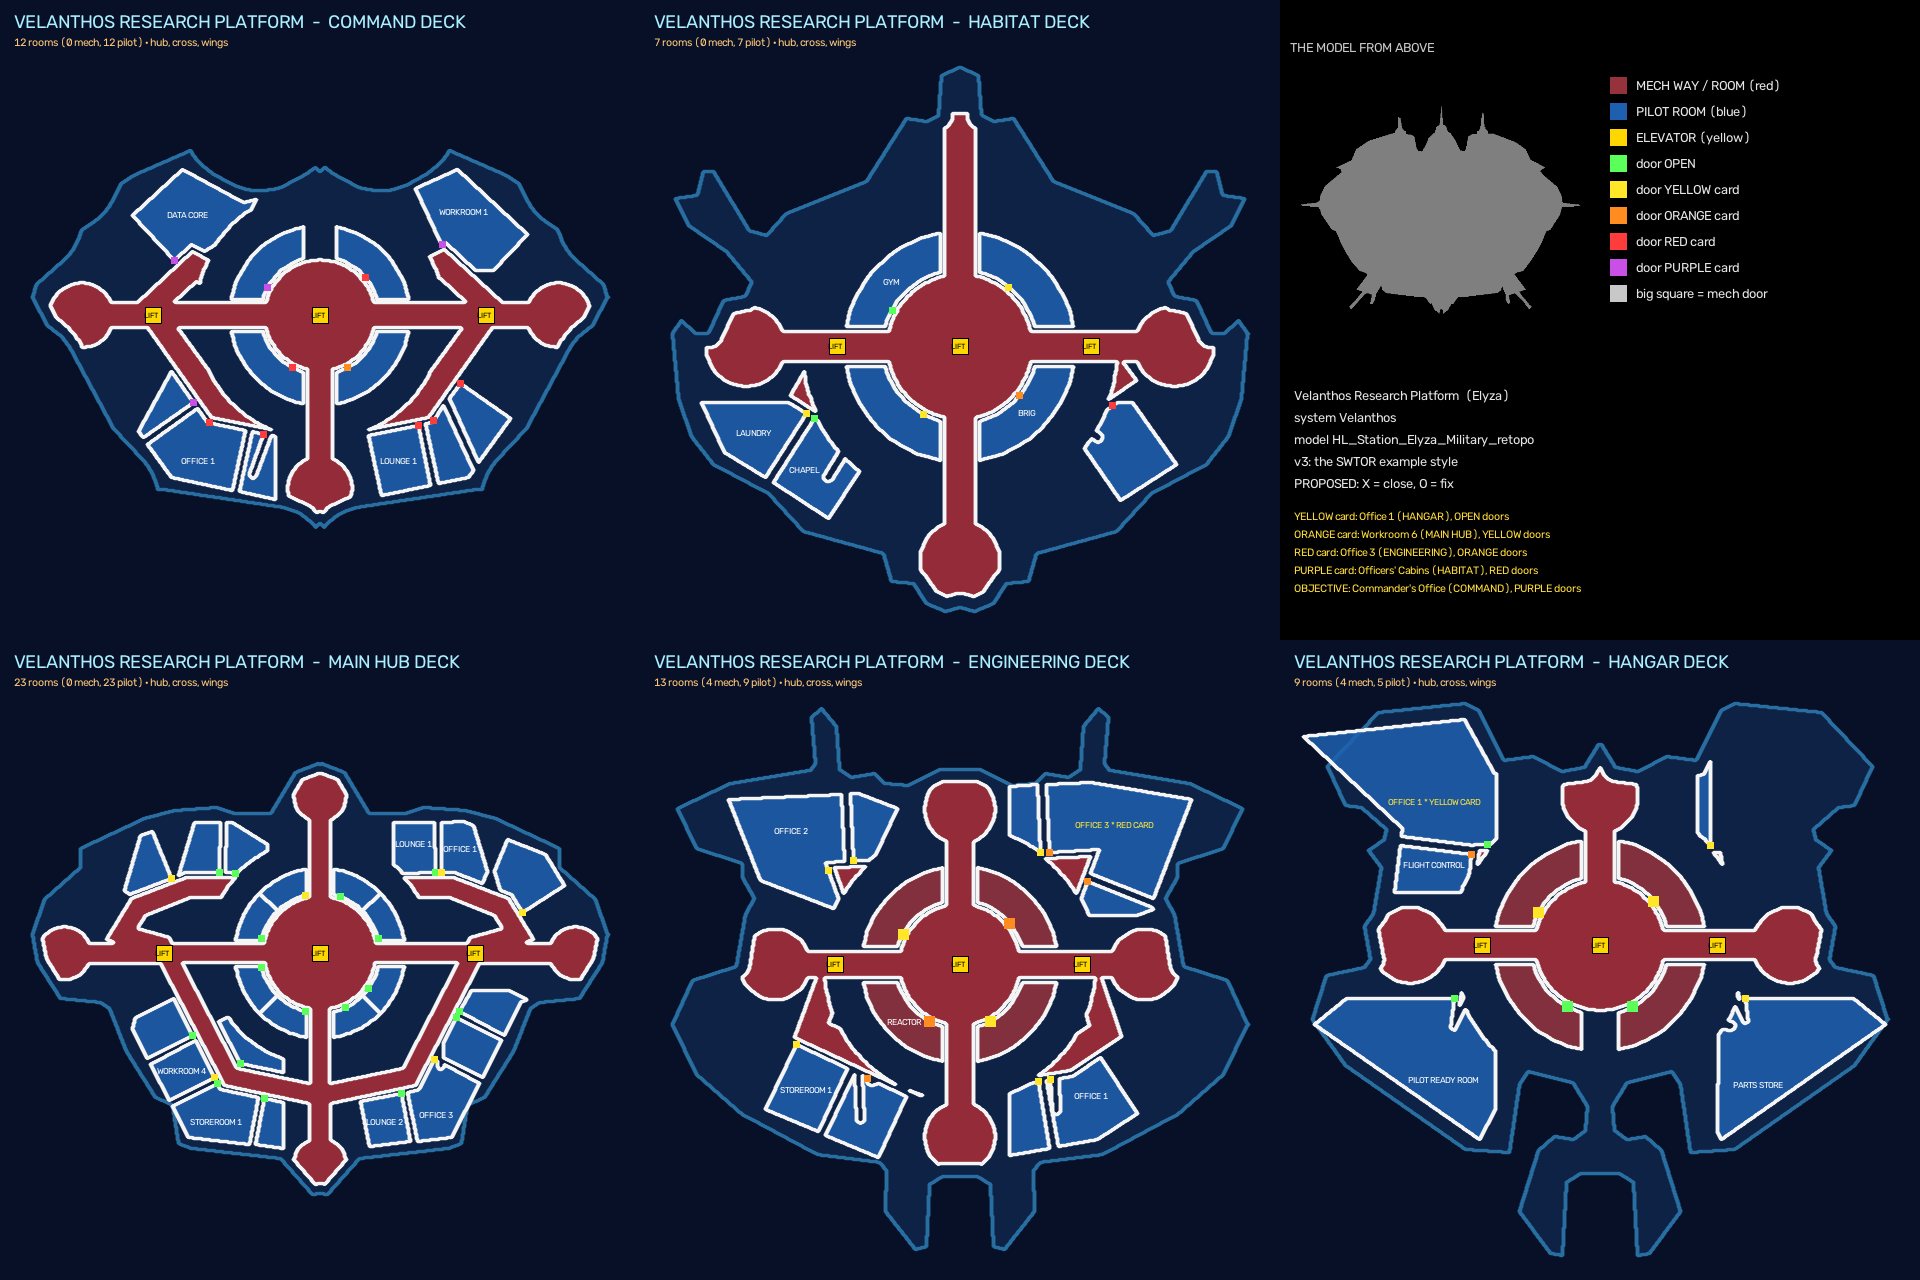 VELANTHOS RESEARCH PLATFORM - COMMAND DECK
12 rooms (0 mech, 12 pilot) • hub, cross, wings
DATA CORE
WORKROOM 1
LIFT
LIFT
LIFT
OFFICE 1
LOUNGE 1
VELANTHOS RESEARCH PLATFORM - HABITAT DECK
7 rooms (0 mech, 7 pilot) • hub, cross, wings
GYM
LIFT
LIFT
LIFT
BRIG
LAUNDRY
CHAPEL
THE MODEL FROM ABOVE
MECH WAY / ROOM (red)
PILOT ROOM (blue)
ELEVATOR (yellow)
door OPEN
door YELLOW card
door ORANGE card
door RED card
door PURPLE card
big square = mech door
Velanthos Research Platform (Elyza)
system Velanthos
model HL_Station_Elyza_Military_retopo
v3: the SWTOR example style
PROPOSED: X = close, O = fix
YELLOW card: Office 1 (HANGAR), OPEN doors
ORANGE card: Workroom 6 (MAIN HUB), YELLOW doors
RED card: Office 3 (ENGINEERING), ORANGE doors
PURPLE card: Officers' Cabins (HABITAT), RED doors
OBJECTIVE: Commander's Office (COMMAND), PURPLE doors
VELANTHOS RESEARCH PLATFORM - MAIN HUB DECK
23 rooms (0 mech, 23 pilot) • hub, cross, wings
LOUNGE 1
OFFICE 1
LIFT
LIFT
LIFT
WORKROOM 4
STOREROOM 1
LOUNGE 2
OFFICE 3
VELANTHOS RESEARCH PLATFORM - ENGINEERING DECK
13 rooms (4 mech, 9 pilot) • hub, cross, wings
OFFICE 2
OFFICE 3 * RED CARD
LIFT
LIFT
LIFT
REACTOR
STOREROOM 1
OFFICE 1
VELANTHOS RESEARCH PLATFORM - HANGAR DECK
9 rooms (4 mech, 5 pilot) • hub, cross, wings
OFFICE 1 * YELLOW CARD
FLIGHT CONTROL
LIFT
LIFT
LIFT
PILOT READY ROOM
PARTS STORE